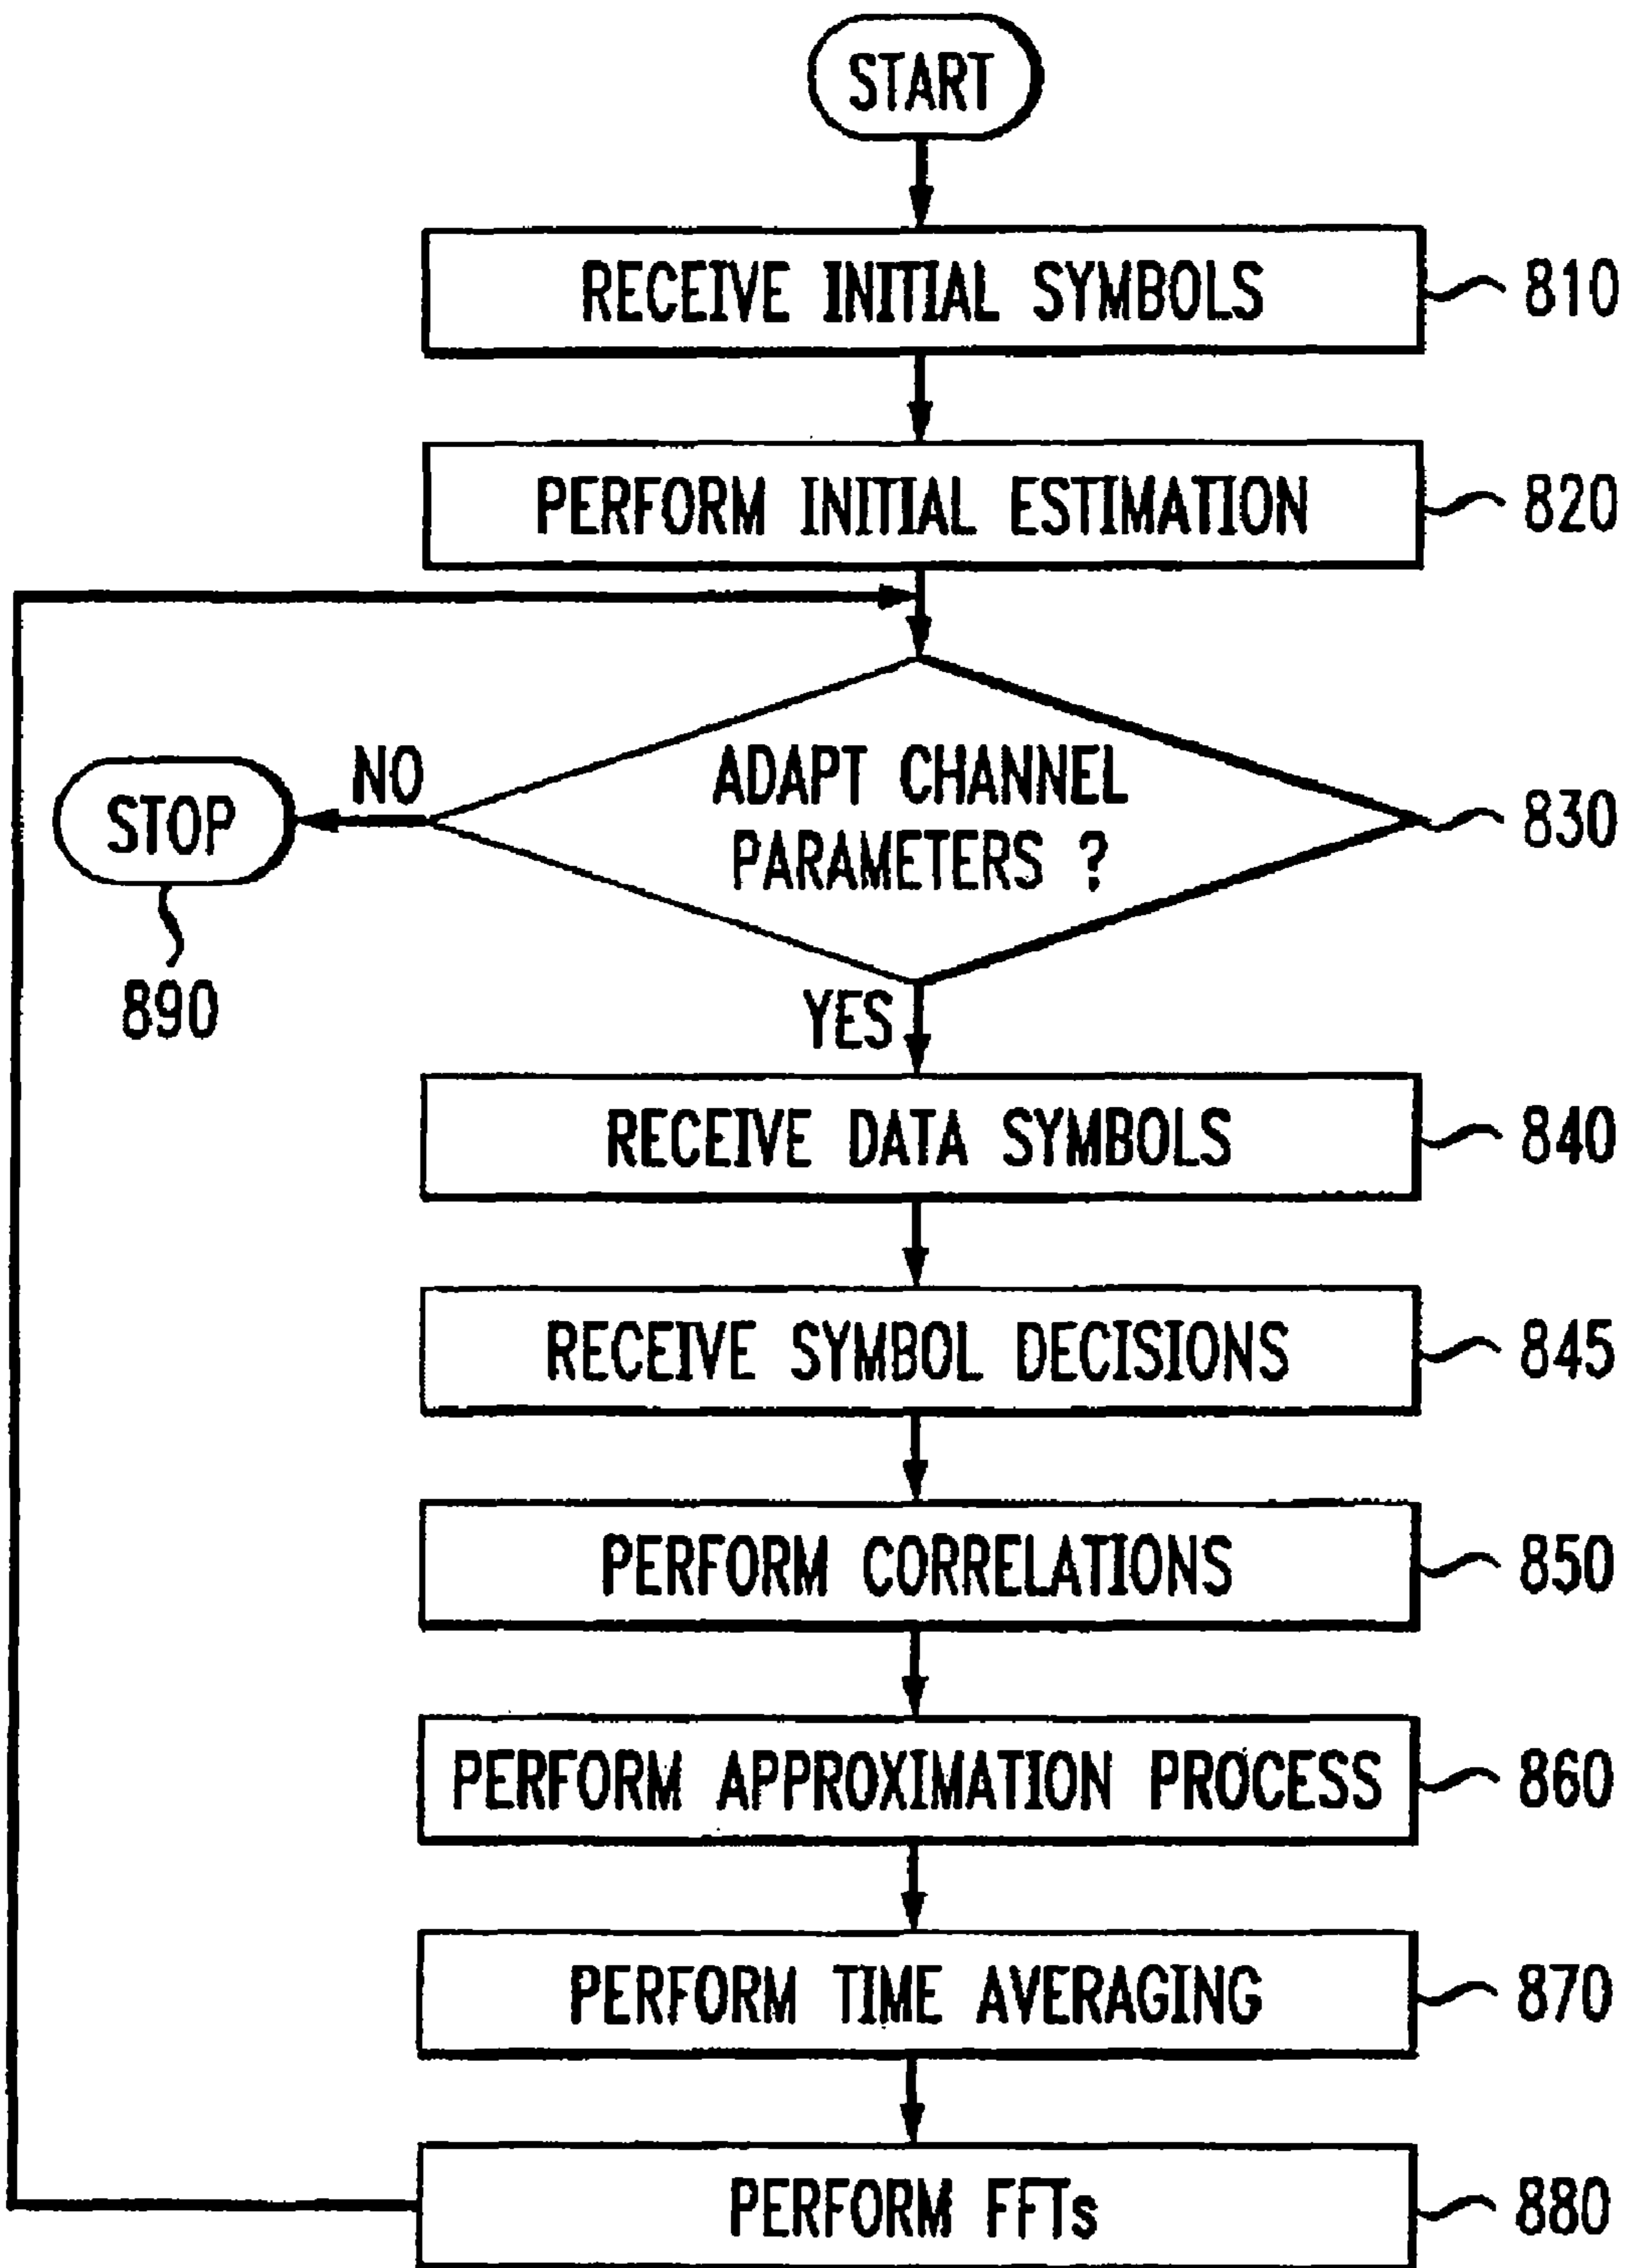 START
RECEIVE INITIAL SYMBOLS 810
PERFORM INITIAL ESTIMATION 820
ADAPT CHANNEL
PARAMETERS ? 830
NO
STOP
890
YES
RECEIVE DATA SYMBOLS 840
RECEIVE SYMBOL DECISIONS 845
PERFORM CORRELATIONS 850
PERFORM APPROXIMATION PROCESS 860
PERFORM TIME AVERAGING 870
PERFORM FFTs 880